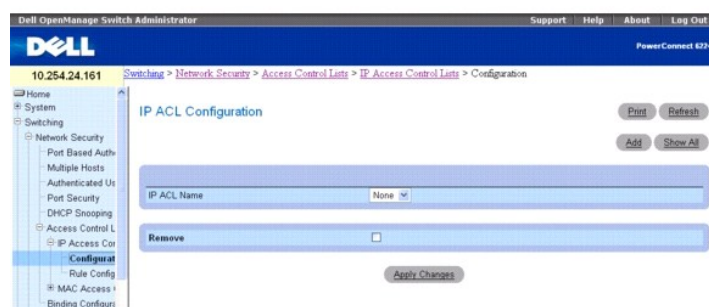 Dell OpenManage Switch Administrator
Support Help About Log Out
DELL
PowerConnect 622
10.254.24.161
Switching > Network Security > Access Control Lists > IP Access Control Lists > Configuration
Home
System
Switching
Network Security
Port Based Auth
Multiple Hosts
Authenticated Us
Port Security
DHCP Snooping
Access Control L
IP Access Con
Configurat
Rule Config
MAC Access
Binding Configura
IP ACL Configuration
Print Refresh
Add Show All
IP ACL Name None
Remove
Apply Changes